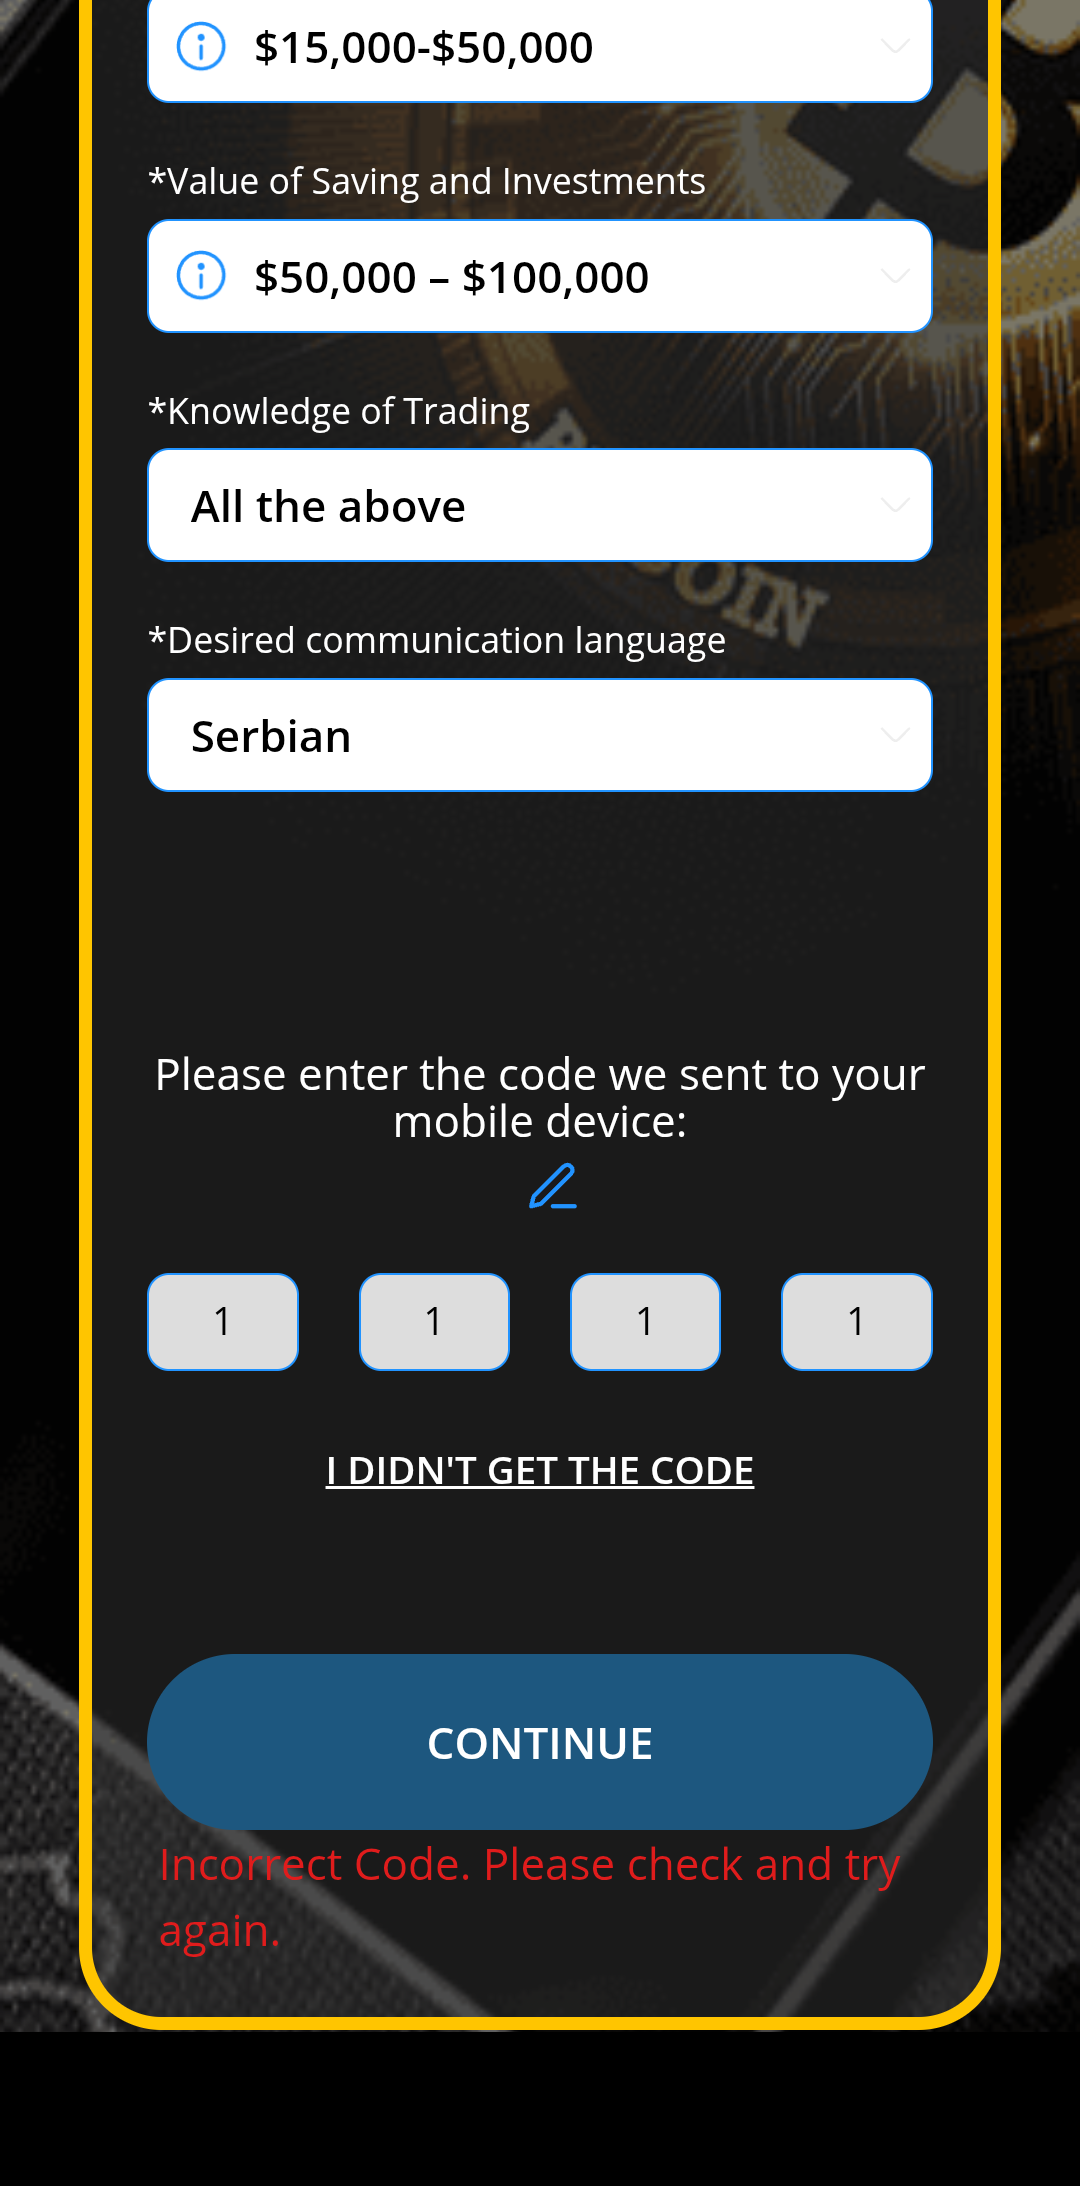 $15,000-$50,000
*Value of Saving and Investments
$50,000 – $100,000
*Knowledge of Trading
All the above
*Desired communication language
OIN
Serbian
Please enter the code we sent to your
mobile device:
1 1 1 1
I DIDN'T GET THE CODE
CONTINUE
Incorrect Code. Please check and try
again.